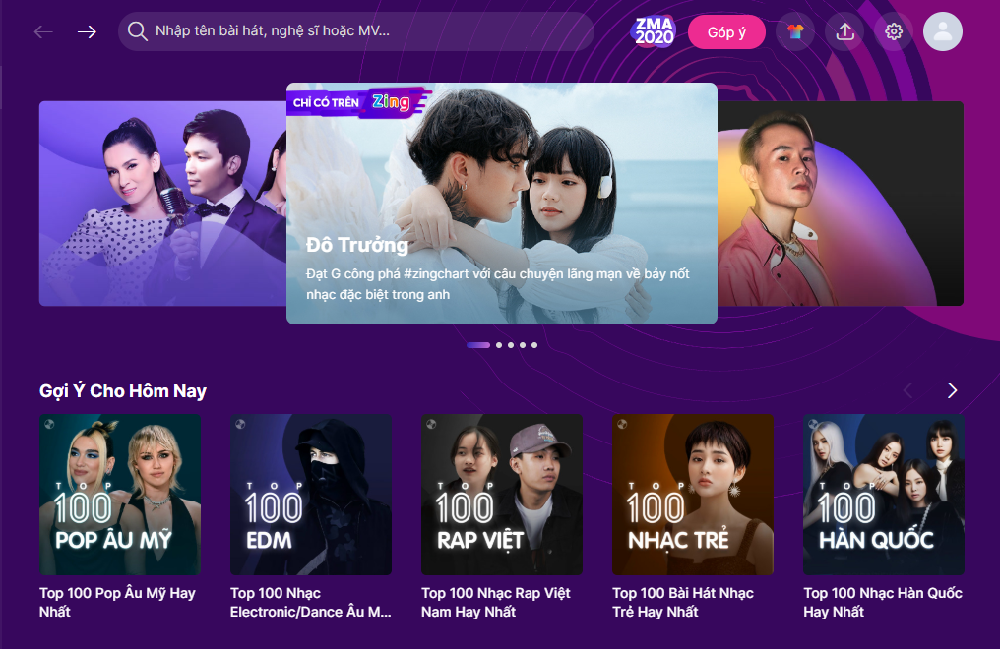 Nhập tên bài hát, nghệ sĩ hoặc MV...
ZMA
2020
Góp ý
CHỈ CÓ TRÊN Zing
Đô Trưởng
Đạt G công phá #zingchart với câu chuyện lãng mạn về bảy nốt
nhạc đặc biệt trong anh
Gợi Ý Cho Hôm Nay
TOP
100
POP ÂU MỸ
TOP
100
EDM
TOP
100
RAP VIỆT
TOP
100
NHẠC TRẺ
TOP
100
HÀN QUỐC
Top 100 Pop Âu Mỹ Hay
Nhất
Top 100 Nhạc
Electronic/Dance Âu M...
Top 100 Nhạc Rap Việt
Nam Hay Nhất
Top 100 Bài Hát Nhạc
Trẻ Hay Nhất
Top 100 Nhạc Hàn Quốc
Hay Nhất